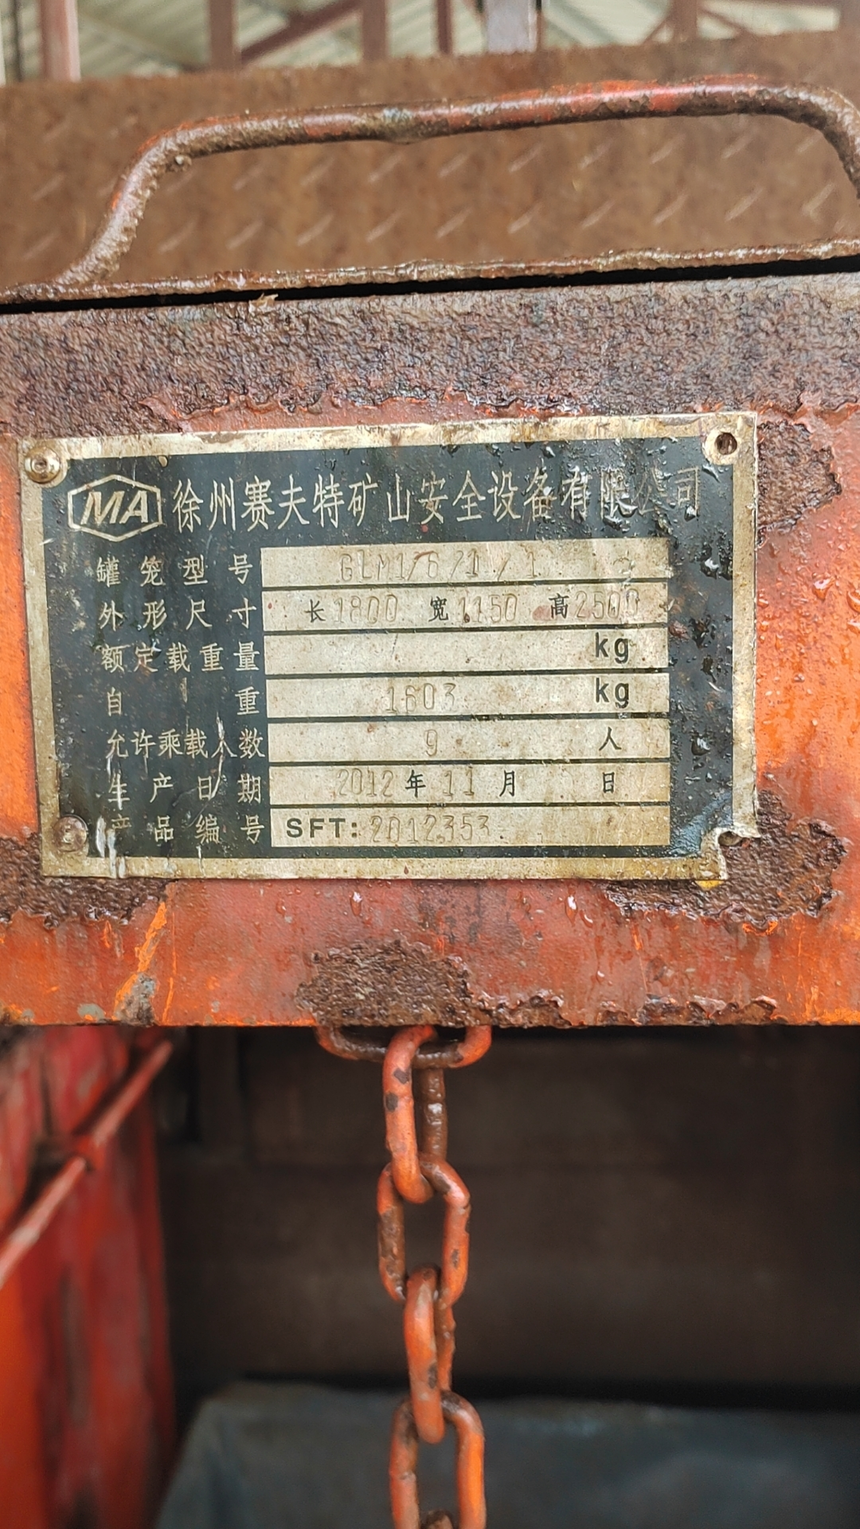 MA 徐州赛夫特矿山安全设备有限公司
罐笼型号 GLM1/6/1/1
外形尺寸 长1800 宽1150 高2500
额定载重量 / kg
自重 1603 kg
允许乘载人数 9 人
生产日期 2012年11月 日
产品编号 SFT:2012353